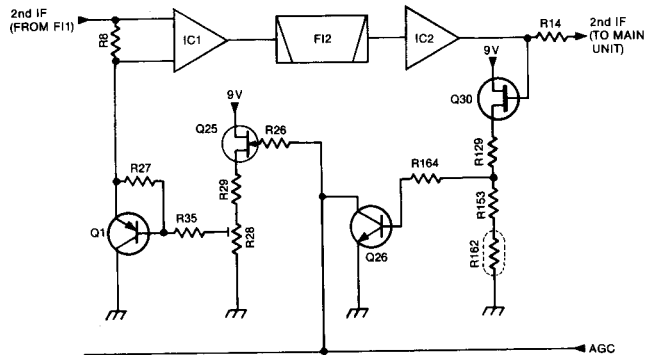 2nd IF
(FROM FI1)
R8
IC1
FI2
IC2
R14
2nd IF
(TO MAIN
UNIT)
9V
Q30
9V
Q25
R26
R129
R27
R29
R164
R153
Q1
R35
R28
Q26
R162
AGC